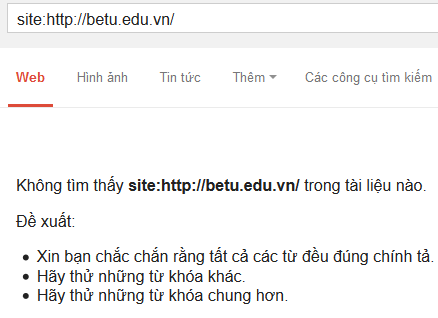 site:http://betu.edu.vn/
Web Hình ảnh Tin tức Thêm Các công cụ tìm kiếm
Không tìm thấy site:http://betu.edu.vn/ trong tài liệu nào.
Đề xuất:
Xin bạn chắc chắn rằng tất cả các từ đều đúng chính tả.
Hãy thử những từ khóa khác.
Hãy thử những từ khóa chung hơn.